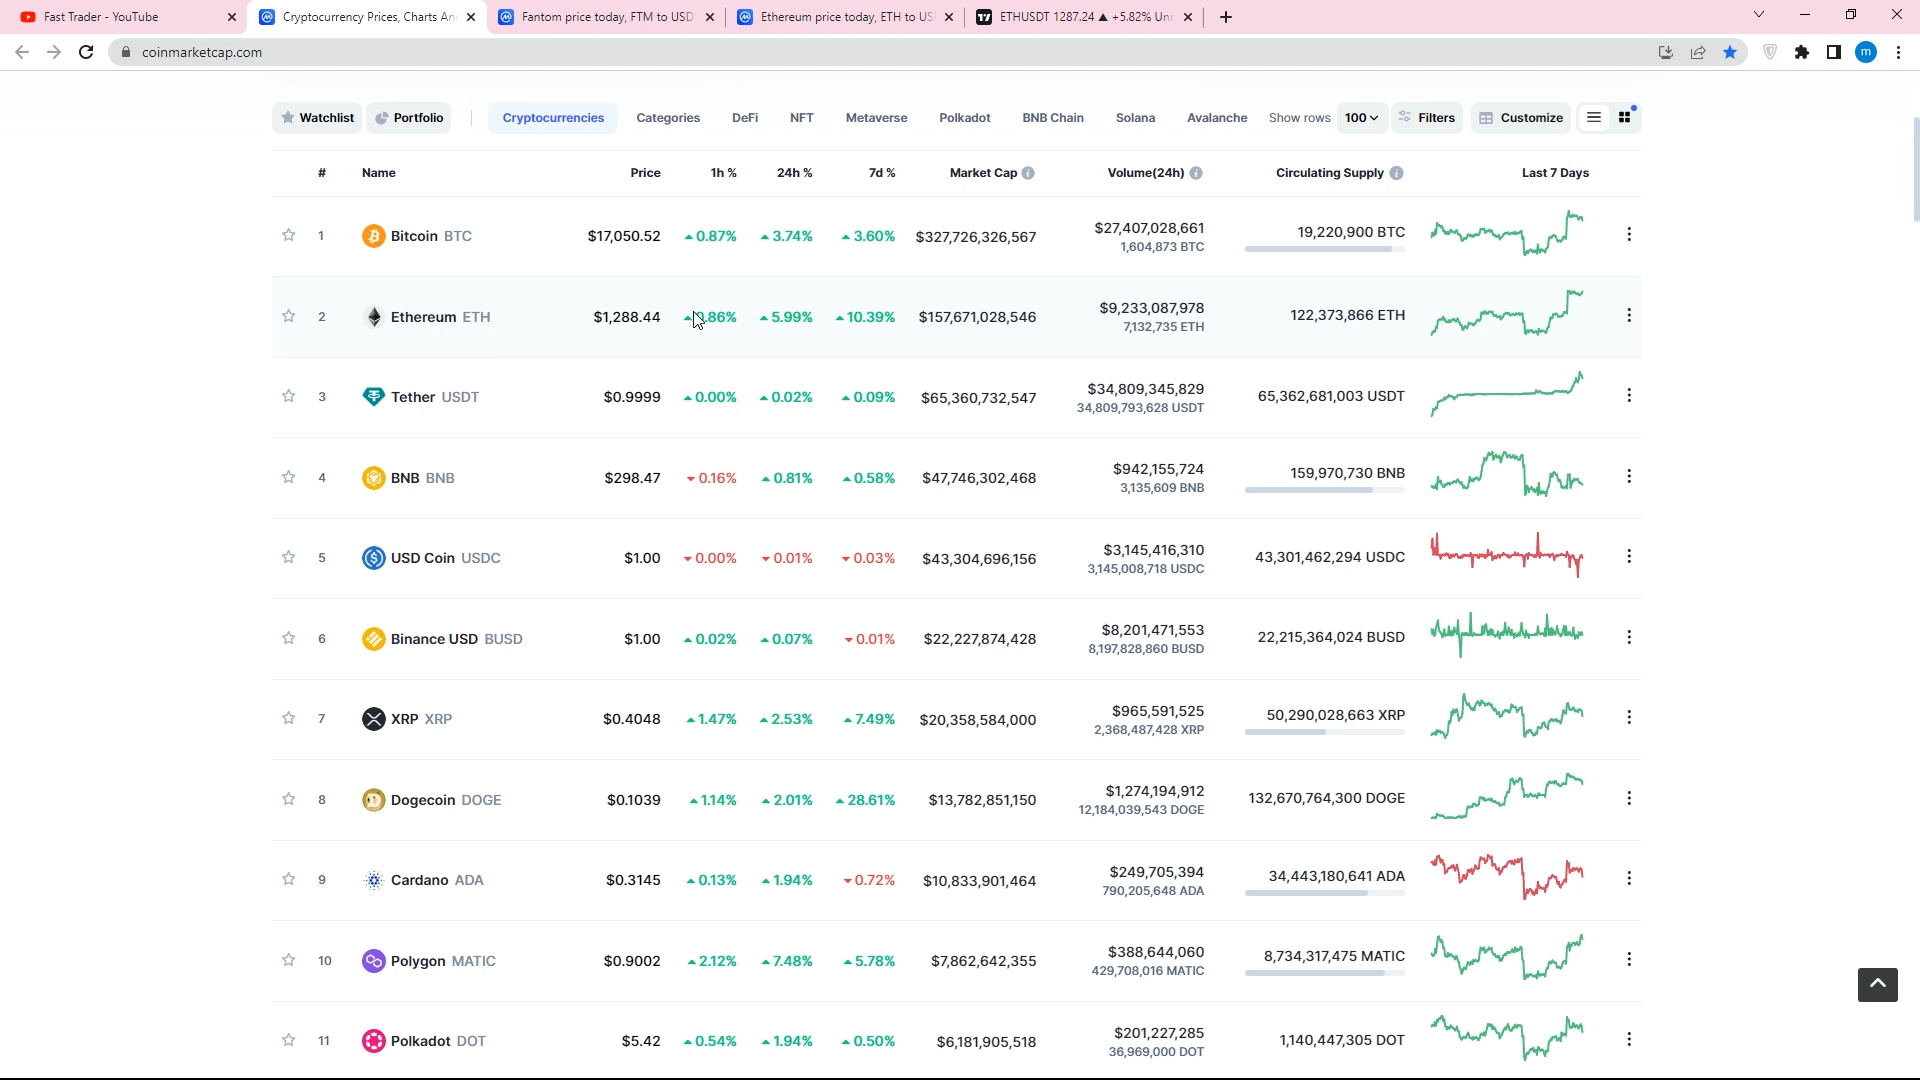 Fast Trader - YouTube
Cryptocurrency Prices, Charts An
Fantom price today, FTM to USD
Ethereum price today, ETH to US
ETHUSDT 1287.24 ▲ +5.82% Un
coinmarketcap.com
m
Watchlist Portfolio Cryptocurrencies Categories DeFi NFT Metaverse Polkadot BNB Chain Solana Avalanche Show rows 100 Filters Customize
# Name Price 1h % 24h % 7d % Market Cap Volume(24h) Circulating Supply Last 7 Days
1 Bitcoin BTC $17,050.52 0.87% 3.74% 3.60% $327,726,326,567 $27,407,028,661 19,220,900 BTC
1,604,873 BTC
2 Ethereum ETH $1,288.44 0.86% 5.99% 10.39% $157,671,028,546 $9,233,087,978 122,373,866 ETH
7,132,735 ETH
3 Tether USDT $0.9999 0.00% 0.02% 0.09% $65,360,732,547 $34,809,345,829 65,362,681,003 USDT
34,809,793,628 USDT
4 BNB BNB $298.47 0.16% 0.81% 0.58% $47,746,302,468 $942,155,724 159,970,730 BNB
3,135,609 BNB
5 USD Coin USDC $1.00 0.00% 0.01% 0.03% $43,304,696,156 $3,145,416,310 43,301,462,294 USDC
3,145,008,718 USDC
6 Binance USD BUSD $1.00 0.02% 0.07% 0.01% $22,227,874,428 $8,201,471,553 22,215,364,024 BUSD
8,197,828,860 BUSD
7 XRP XRP $0.4048 1.47% 2.53% 7.49% $20,358,584,000 $965,591,525 50,290,028,663 XRP
2,368,487,428 XRP
8 Dogecoin DOGE $0.1039 1.14% 2.01% 28.61% $13,782,851,150 $1,274,194,912 132,670,764,300 DOGE
12,184,039,543 DOGE
9 Cardano ADA $0.3145 0.13% 1.94% 0.72% $10,833,901,464 $249,705,394 34,443,180,641 ADA
790,205,648 ADA
10 Polygon MATIC $0.9002 2.12% 7.48% 5.78% $7,862,642,355 $388,644,060 8,734,317,475 MATIC
429,708,016 MATIC
11 Polkadot DOT $5.42 0.54% 1.94% 0.50% $6,181,905,518 $201,227,285 1,140,447,305 DOT
36,969,000 DOT